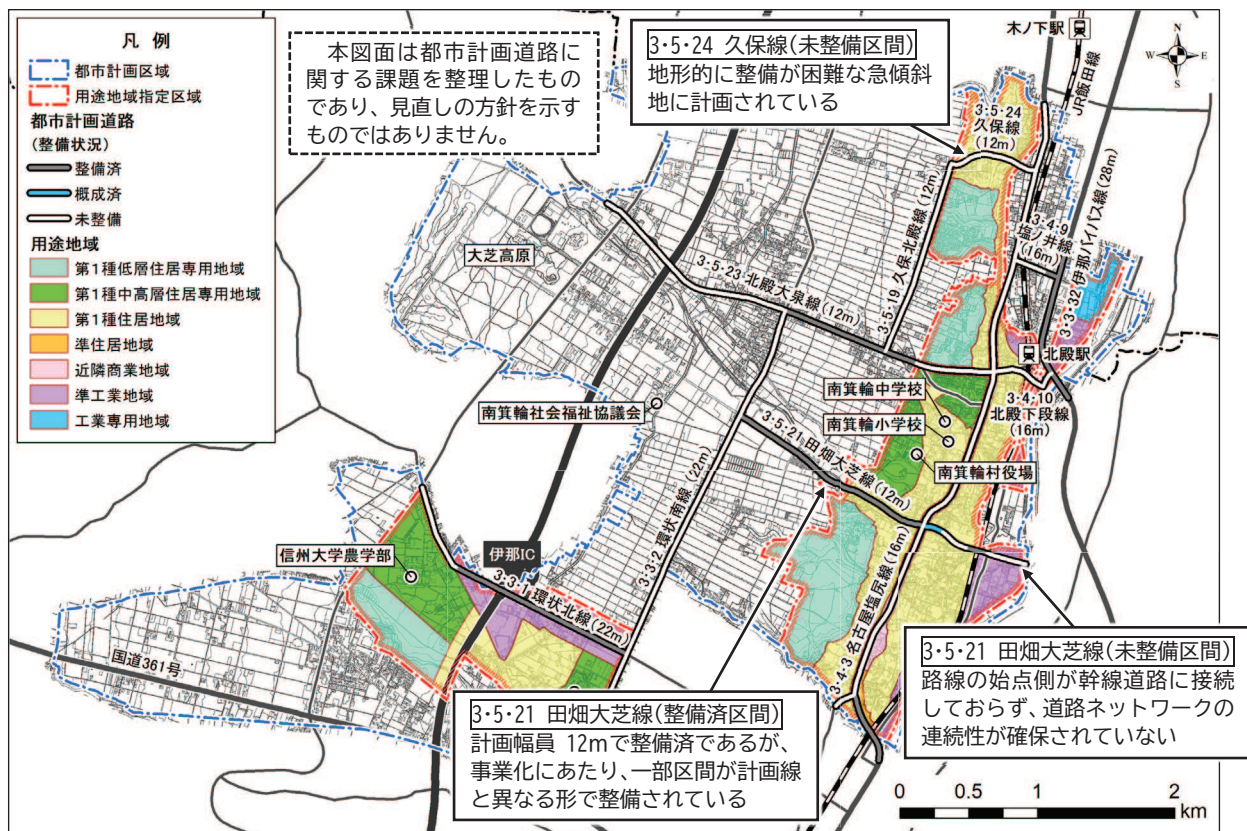 凡 例
都市計画区域
用途地域指定区域
都市計画道路
(整備状況)
整備済
概成済
未整備
用途地域
第1種低層住居専用地域
第1種中高層住居専用地域
第1種住居地域
準住居地域
近隣商業地域
準工業地域
工業専用地域
本図面は都市計画道路に
関する課題を整理したもの
であり、見直しの方針を示す
ものではありません。
3・5・24 久保線(未整備区間)
地形的に整備が困難な急傾斜
地に計画されている
木ノ下駅
N
W
E
S
JR飯田線
3・5・24
久保線
(12m)
3・3・32 伊那バイパス線(28m)
3・4・9
塩ノ井線
(16m)
大芝高原
3・5・23 北殿大泉線(12m)
3・5・19 久保北殿線(12m)
北殿駅
南箕輪中学校
3・4・10
北殿下段線
(16m)
南箕輪社会福祉協議会
南箕輪小学校
3・5・21 田畑大芝線(12m)
南箕輪村役場
3・3・2 環状南線(22m)
信州大学農学部
伊那IC
3・3・1 環状北線(22m)
3・4・3 名古屋塩尻線(16m)
国道361号
3・5・21 田畑大芝線(未整備区間)
路線の始点側が幹線道路に接続
しておらず、道路ネットワークの
連続性が確保されていない
3・5・21 田畑大芝線(整備済区間)
計画幅員 12mで整備済であるが、
事業化にあたり、一部区間が計画線
と異なる形で整備されている
0 0.5 1 2
km